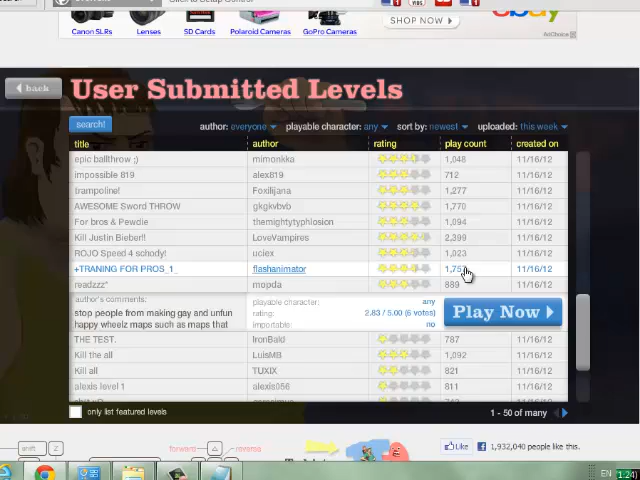 Canon SLRs Lenses SD Cards Polaroid Cameras GoPro Cameras
SHOP NOW
AdChoice
back
User Submitted Levels
search!
author: everyone playable character: any sort by: newest uploaded: this week
title author rating play count created on
epic ballthrow ;) mimonkka 1,048 11/16/12
impossible 819 alex819 712 11/16/12
Trampoline! Foxilijana 1,277 11/16/12
AWESOME Sword THROW gkgkvbvb 1,770 11/16/12
For bros & Pewdie themightytyphlosion 1,094 11/16/12
Kill Justin Bieber!! LoveVampires 2,399 11/16/12
ROJO Speed 4 schody! uciex 1,023 11/16/12
+TRANING FOR PROS_1_ flashanimator 11/16/12
readzzz* mopda 889 11/16/12
author's comments:
stop people from making gay and unfun
happy wheelz maps such as maps that
playable character: any
rating: 2.83 / 5.00 (6 votes)
importable: no
Play Now
THE TEST. IronBald 787 11/16/12
Kill the all LuisMB 1,092 11/16/12
Kill all TUXIX 821 11/16/12
alexis level 1 alexis056 811 11/16/12
only list featured levels
1 - 50 of many
shift Z forward reverse
Like 1,932,040 people like this.
EN 1:24